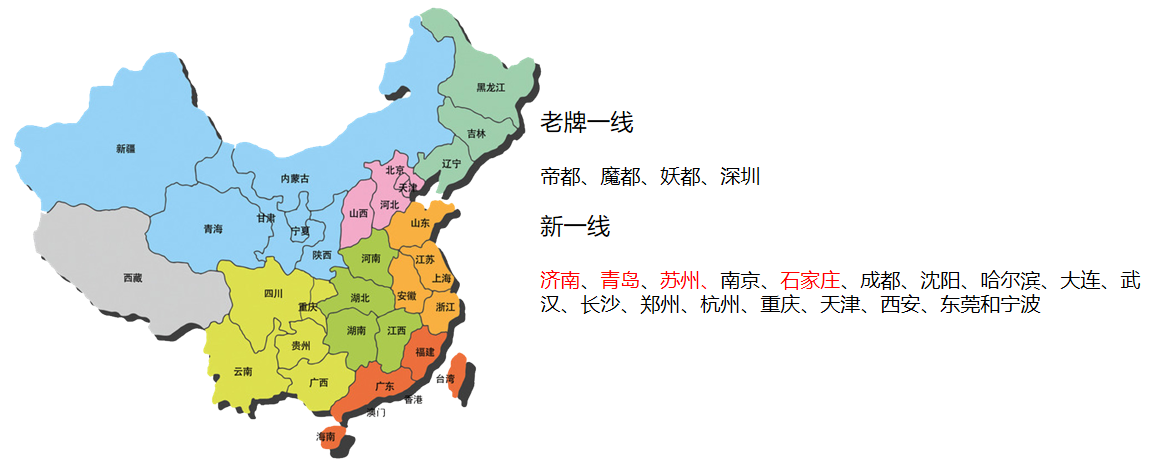 黑龙江
吉林
辽宁
新疆
内蒙古
北京
天津
河北
山西
山东
甘肃
宁夏
青海
陕西
河南
江苏
上海
安徽
浙江
西藏
四川
重庆
湖北
湖南
江西
贵州
云南
广西
福建
广东
台湾
香港
澳门
海南
老牌一线
帝都、魔都、妖都、深圳
新一线
济南、青岛、苏州、南京、石家庄、成都、沈阳、哈尔滨、大连、武
汉、长沙、郑州、杭州、重庆、天津、西安、东莞和宁波